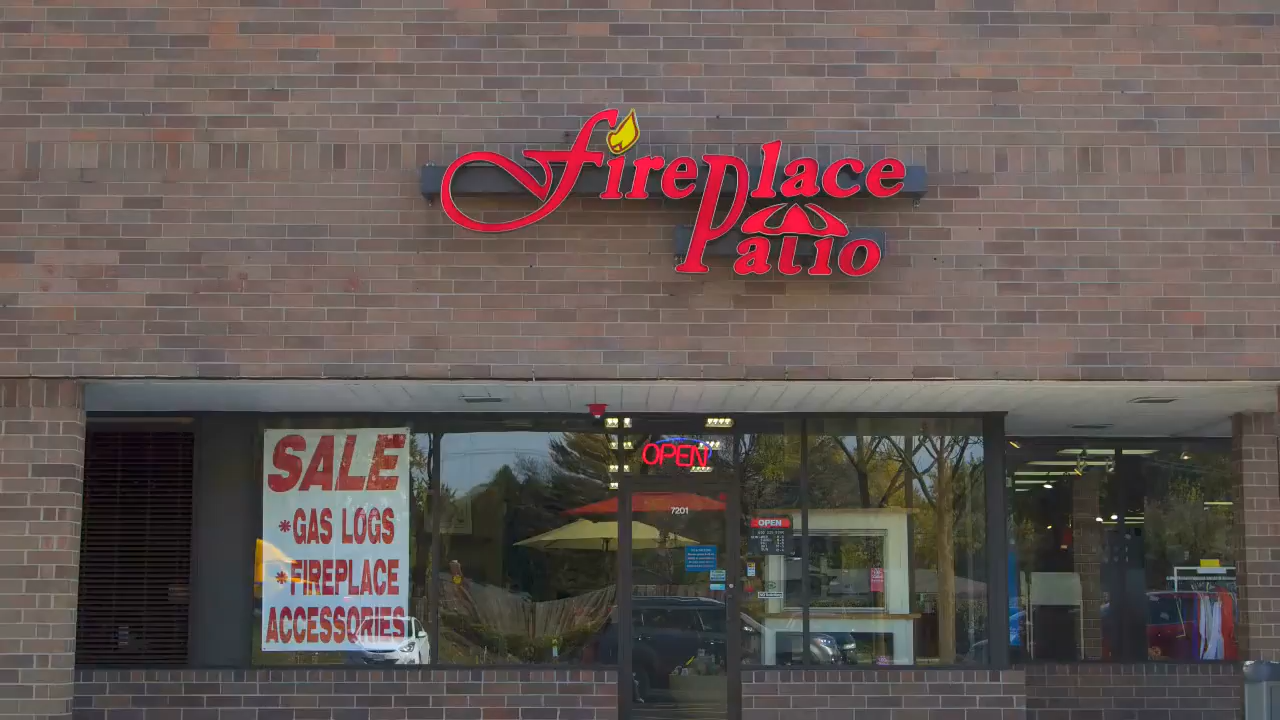 Fireplace
Patio
SALE
*GAS LOGS
*FIREPLACE
ACCESSORIES
OPEN
7201
OPEN